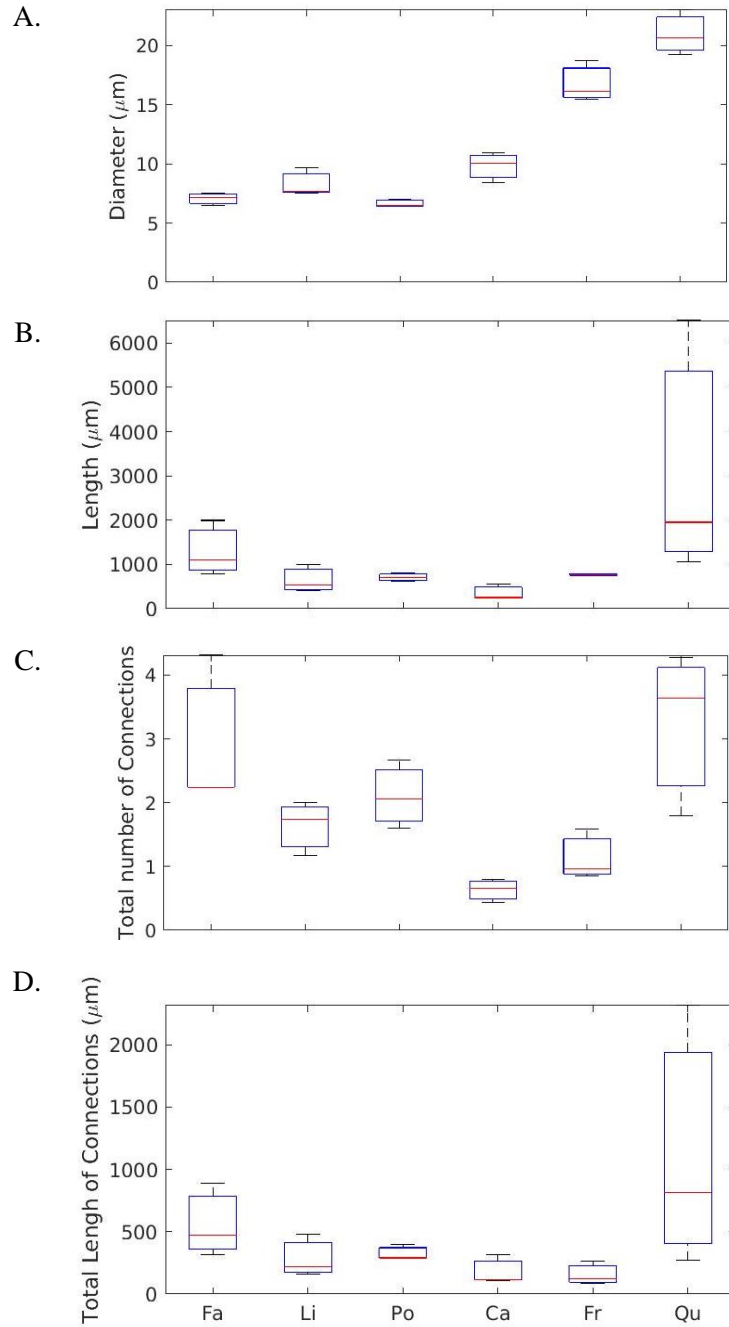 A.
Diameter (μm)
20
15
10
5
0
B.
Length (μm)
6000
5000
4000
3000
2000
1000
0
C.
Total number of Connections
4
3
2
1
0
D.
Total Lengh of Connections (μm)
2000
1500
1000
500
0
Fa Li Po Ca Fr Qu